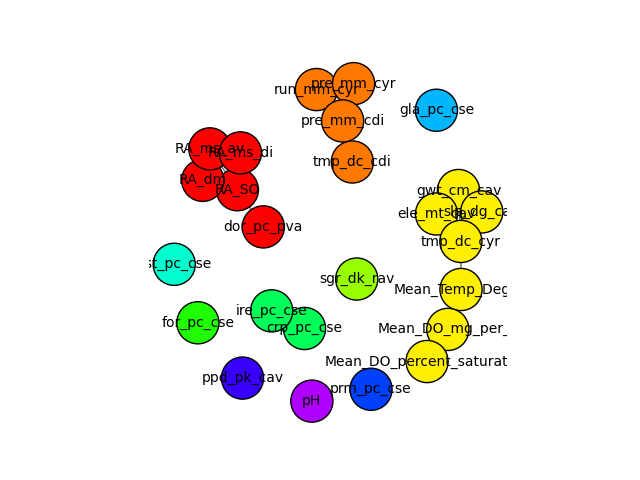 pre_mm_cyr
run_mm_cyr
gla_pc_cse
pre_mm_cdi
RA_ms_av
RA_ms_di
tmp_dc_cdi
RA_dm
RA_SO
gwt_cm_cav
ele_mt_cav
slp_dg_ca
dor_pc_pva
tmp_dc_cyr
st_pc_cse
sgr_dk_rav
Mean_Temp_Deg
ire_pc_cse
for_pc_cse
crp_pc_cse
Mean_DO_mg_per_
Mean_DO_percent_saturat
ppd_pk_cav
prm_pc_cse
pH